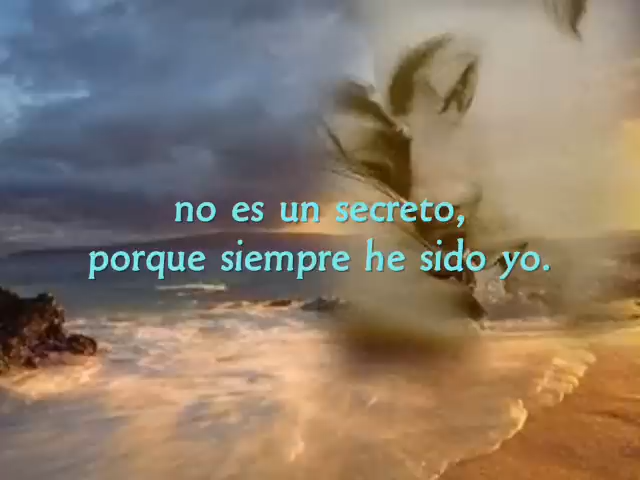 no es un secreto,
porque siempre he sido yo.